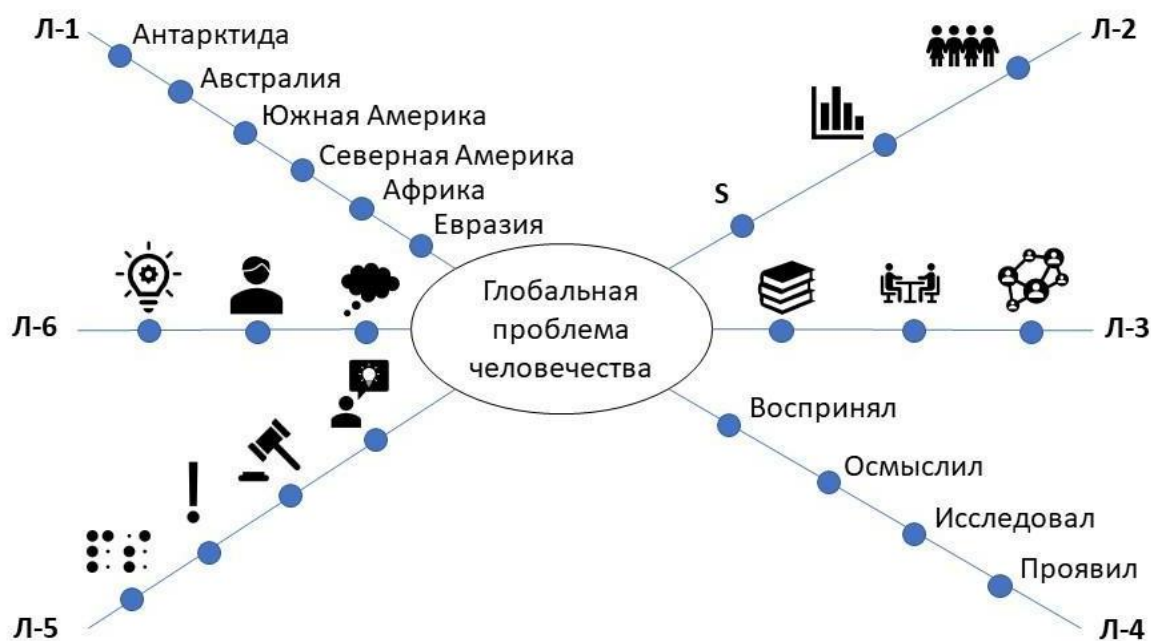 Л-1
Антарктида
Австралия
Южная Америка
Северная Америка
Африка
Евразия
Л-2
S
Л-6
Глобальная
проблема
человечества
Л-3
Воспринял
Осмыслил
Исследовал
Проявил
!
Л-5
Л-4